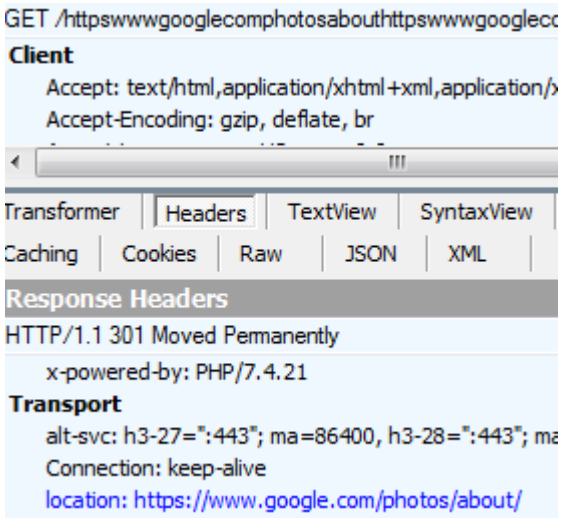 GET /httpswwwgooglecomphotosabouthttpswwwgooglecc
Client
Accept: text/html,application/xhtml+xml,application/x
Accept-Encoding: gzip, deflate, br
Transformer Headers TextView SyntaxView
Caching Cookies Raw JSON XML
Response Headers
HTTP/1.1 301 Moved Permanently
x-powered-by: PHP/7.4.21
Transport
alt-svc: h3-27=":443"; ma=86400, h3-28=":443"; ma
Connection: keep-alive
location: https://www.google.com/photos/about/